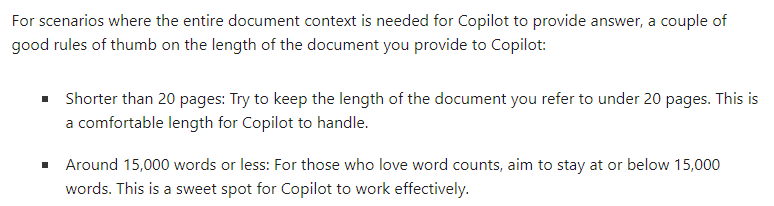 For scenarios where the entire document context is needed for Copilot to provide answer, a couple of
good rules of thumb on the length of the document you provide to Copilot:
▪ Shorter than 20 pages: Try to keep the length of the document you refer to under 20 pages. This is
a comfortable length for Copilot to handle.
▪ Around 15,000 words or less: For those who love word counts, aim to stay at or below 15,000
words. This is a sweet spot for Copilot to work effectively.